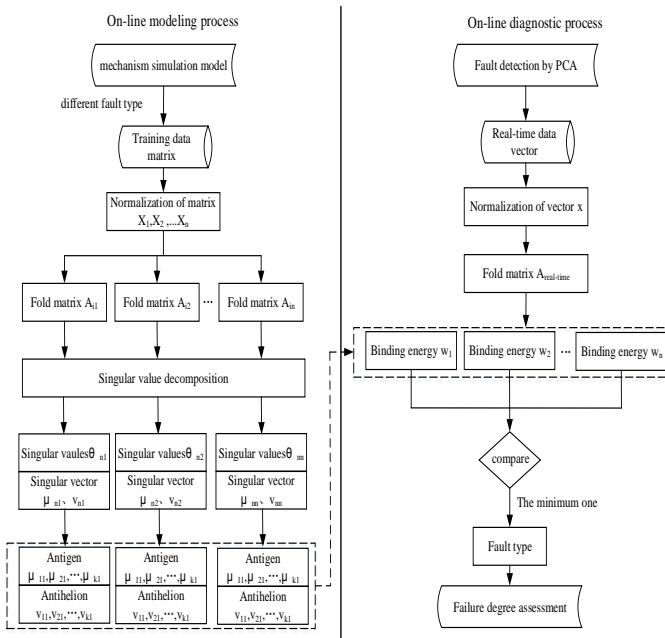 On-line modeling process
mechanism simulation model
different fault type
Training data
matrix
Normalization of matrix
X₁,X₂ ,...Xₙ
Fold matrix Aᵢ₁
Fold matrix Aᵢ₂
...
Fold matrix Aᵢₙ
Singular value decomposition
Singular vaulesθ ₙ₁
Singular vector
μ ₙ₁、vₙ₁
Singular valuesθ ₙ₂
Singular vector
μ ₙ₂、vₙ₂
Singular valuesθ ₙₙ
Singular vector
μ ₙₙ、vₙₙ
Antigen
μ ₁₁,μ ₂₁,···,μ ₖ₁
Antihelion
v₁₁,v₂₁,···,vₖ₁
Antigen
μ ₁₁,μ ₂₁,···,μ ₖ₁
Antihelion
v₁₁,v₂₁,···,vₖ₁
Antigen
μ ₁₁,μ ₂₁,···,μ ₖ₁
Antihelion
v₁₁,v₂₁,···,vₖ₁
On-line diagnostic process
Fault detection by PCA
Real-time data
vector
Normalization of vector x
Fold matrix A real-time
Binding energy w₁
Binding energy w₂
...
Binding energy wₙ
compare
The minimum one
Fault type
Failure degree assessment